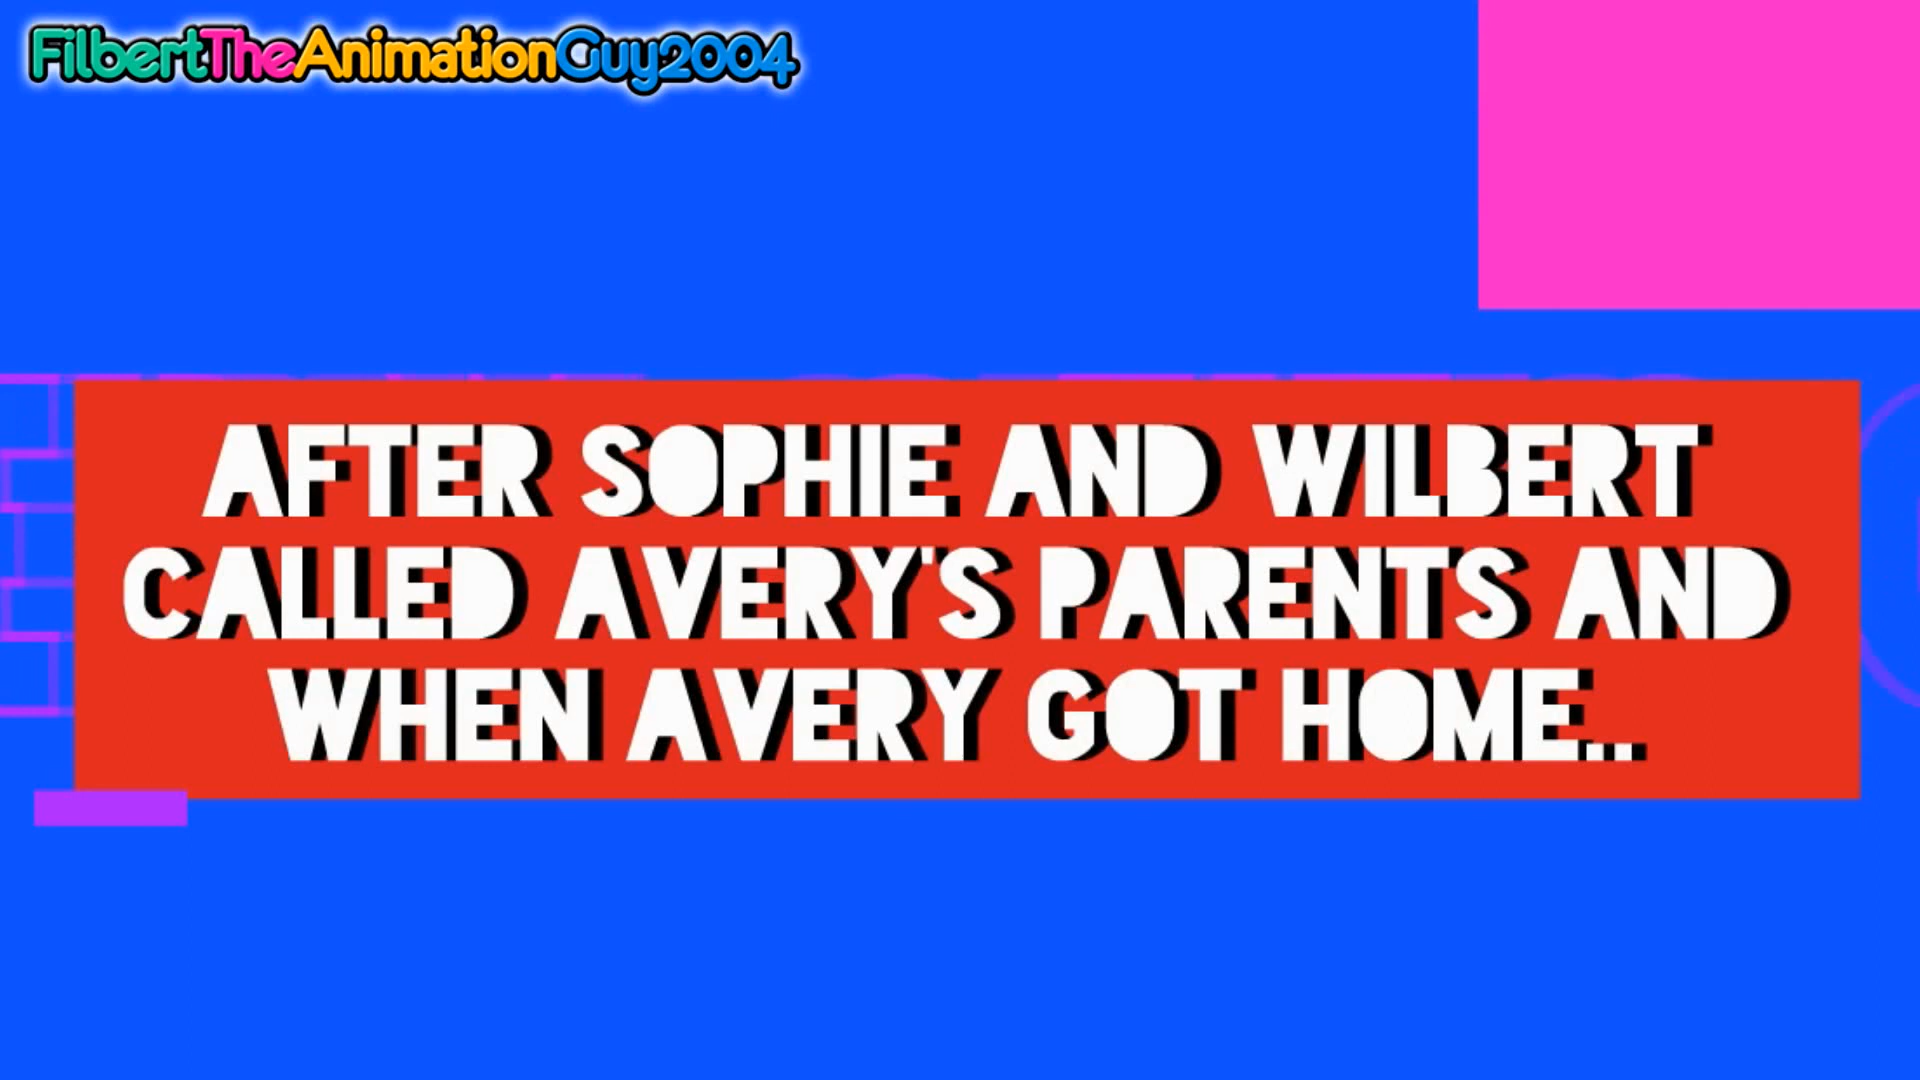 FilbertTheAnimationGuy2004
AFTER SOPHIE AND WILBERT
CALLED AVERY'S PARENTS AND
WHEN AVERY GOT HOME...